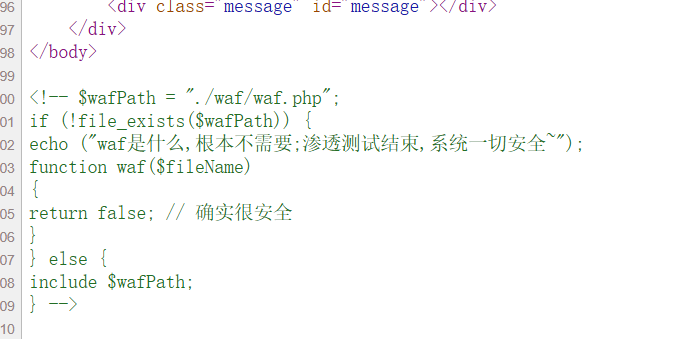 96 <div class="message" id="message"></div>
97 </div>
98 </body>
99
00 <!-- $wafPath = "./waf/waf.php";
01 if (!file_exists($wafPath)) {
02 echo ("waf是什么,根本不需要;渗透测试结束,系统一切安全~");
03 function waf($fileName)
04 {
05 return false; // 确实很安全
06 }
07 } else {
08 include $wafPath;
09 } -->
10